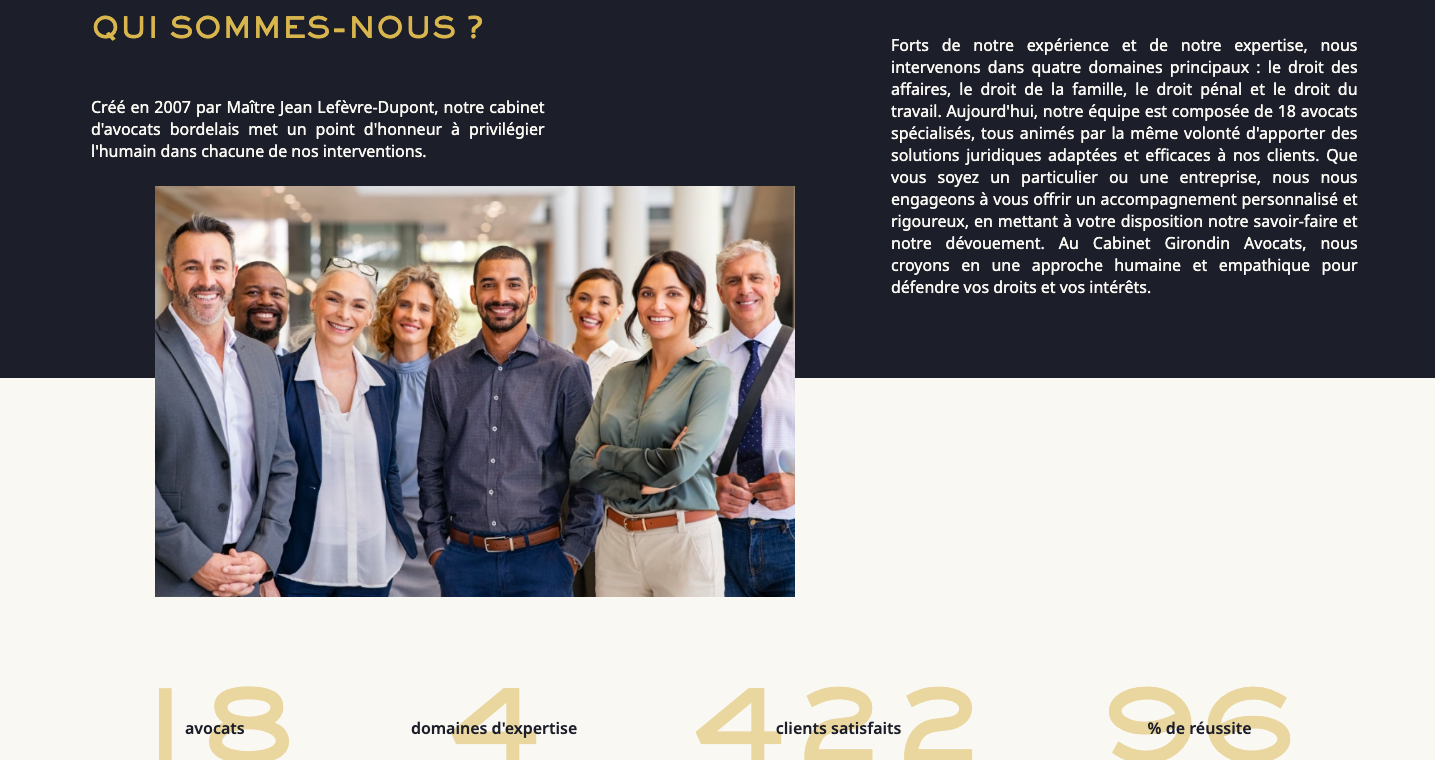 QUI SOMMES-NOUS ?
Créé en 2007 par Maître Jean Lefèvre-Dupont, notre cabinet
d'avocats bordelais met un point d'honneur à privilégier
l'humain dans chacune de nos interventions.
Forts de notre expérience et de notre expertise, nous
intervenons dans quatre domaines principaux : le droit des
affaires, le droit de la famille, le droit pénal et le droit du
travail. Aujourd'hui, notre équipe est composée de 18 avocats
spécialisés, tous animés par la même volonté d'apporter des
solutions juridiques adaptées et efficaces à nos clients. Que
vous soyez un particulier ou une entreprise, nous nous
engageons à vous offrir un accompagnement personnalisé et
rigoureux, en mettant à votre disposition notre savoir-faire et
notre dévouement. Au Cabinet Girondin Avocats, nous
croyons en une approche humaine et empathique pour
défendre vos droits et vos intérêts.
18
avocats
4
domaines d'expertise
422
clients satisfaits
96
% de réussite